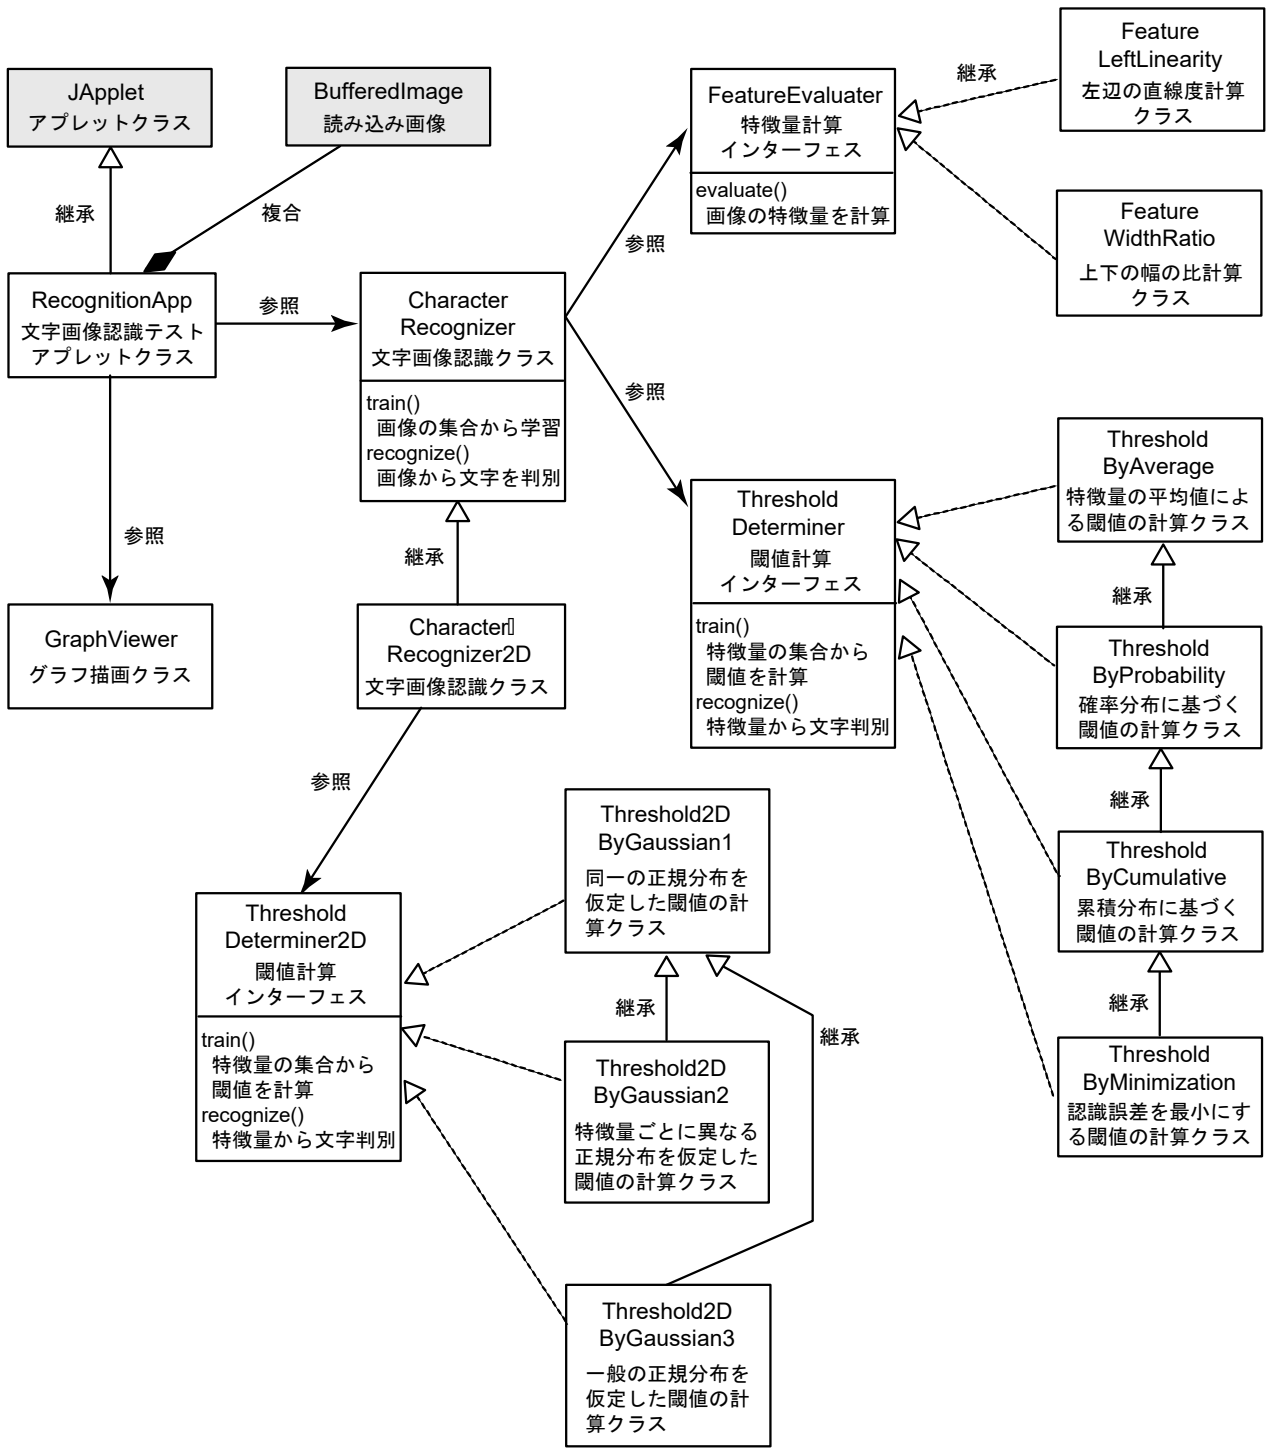 JApplet
アプレットクラス
BufferedImage
読み込み画像
継承
複合
RecognitionApp
文字画像認識テスト
アプレットクラス
参照
参照
GraphViewer
グラフ描画クラス
Character
Recognizer
文字画像認識クラス
train()
画像の集合から学習
recognize()
画像から文字を判別
継承
Character
Recognizer2D
文字画像認識クラス
参照
参照
参照
FeatureEvaluater
特徴量計算
インターフェス
evaluate()
画像の特徴量を計算
継承
Feature
LeftLinearity
左辺の直線度計算
クラス
Feature
WidthRatio
上下の幅の比計算
クラス
Threshold
Determiner
閾値計算
インターフェス
train()
特徴量の集合から
閾値を計算
recognize()
特徴量から文字判別
Threshold
ByAverage
特徴量の平均値によ
る閾値の計算クラス
継承
Threshold
ByProbability
確率分布に基づく
閾値の計算クラス
継承
Threshold
ByCumulative
累積分布に基づく
閾値の計算クラス
継承
Threshold
ByMinimization
認識誤差を最小にす
る閾値の計算クラス
Threshold
Determiner2D
閾値計算
インターフェス
train()
特徴量の集合から
閾値を計算
recognize()
特徴量から文字判別
Threshold2D
ByGaussian1
同一の正規分布を
仮定した閾値の計
算クラス
継承
継承
Threshold2D
ByGaussian2
特徴量ごとに異なる
正規分布を仮定した
閾値の計算クラス
Threshold2D
ByGaussian3
一般の正規分布を
仮定した閾値の計
算クラス